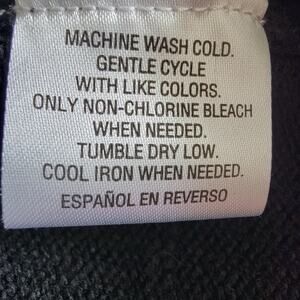 MACHINE WASH COLD.
GENTLE CYCLE
WITH LIKE COLORS.
ONLY NON-CHLORINE BLEACH
WHEN NEEDED.
TUMBLE DRY LOW.
COOL IRON WHEN NEEDED.
ESPAÑOL EN REVERSO